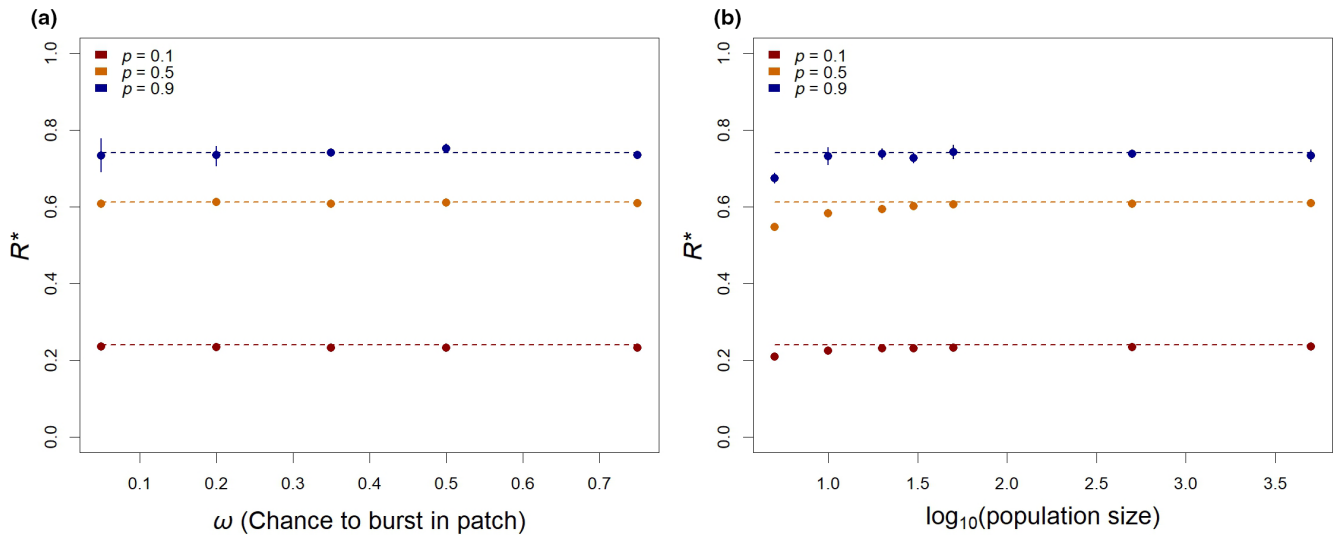 (a)
p = 0.1
p = 0.5
p = 0.9
R*
1.0
0.8
0.6
0.4
0.2
0.0
0.1 0.2 0.3 0.4 0.5 0.6 0.7
ω (Chance to burst in patch)
(b)
p = 0.1
p = 0.5
p = 0.9
R*
1.0
0.8
0.6
0.4
0.2
0.0
1.0 1.5 2.0 2.5 3.0 3.5
log₁₀(population size)